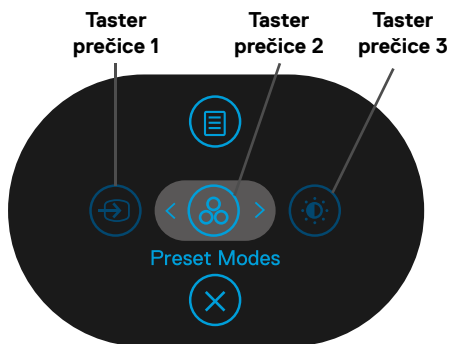 Taster
prečice 1
Taster
prečice 2
Taster
prečice 3
Preset Modes